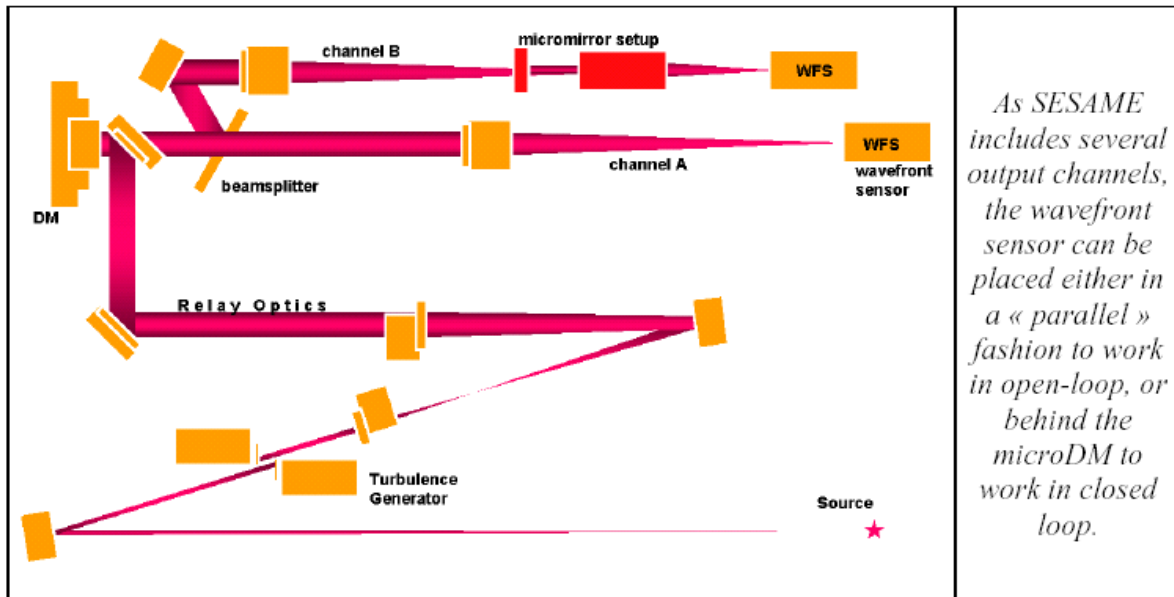 micromirror setup
channel B
WFS
WFS
channel A
wavefront
sensor
beamsplitter
DM
Relay Optics
Turbulence
Generator
Source
As SESAME
includes several
output channels,
the wavefront
sensor can be
placed either in
a « parallel »
fashion to work
in open-loop, or
behind the
microDM to
work in closed
loop.